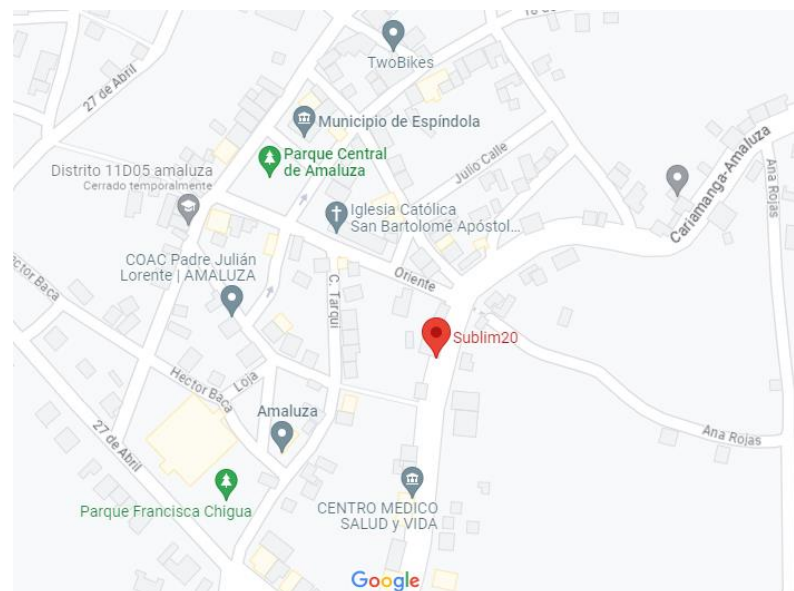 TwoBikes
27 de Abril
Municipio de Espíndola
Parque Central
de Amaluza
Julio Calle
Cariamanga-Amaluza
Ana Rojas
Distrito 11D05 amaluza
Cerrado temporalmente
Iglesia Católica
San Bartolomé Apóstol...
COAC Padre Julián
Lorente | AMALUZA
Oriente
C. Tarqui
Hector Baca
Sublim20
Loja
Hector Baca
Amaluza
27 de Abril
Ana Rojas
Parque Francisca Chigua
CENTRO MEDICO
SALUD y VIDA
Google